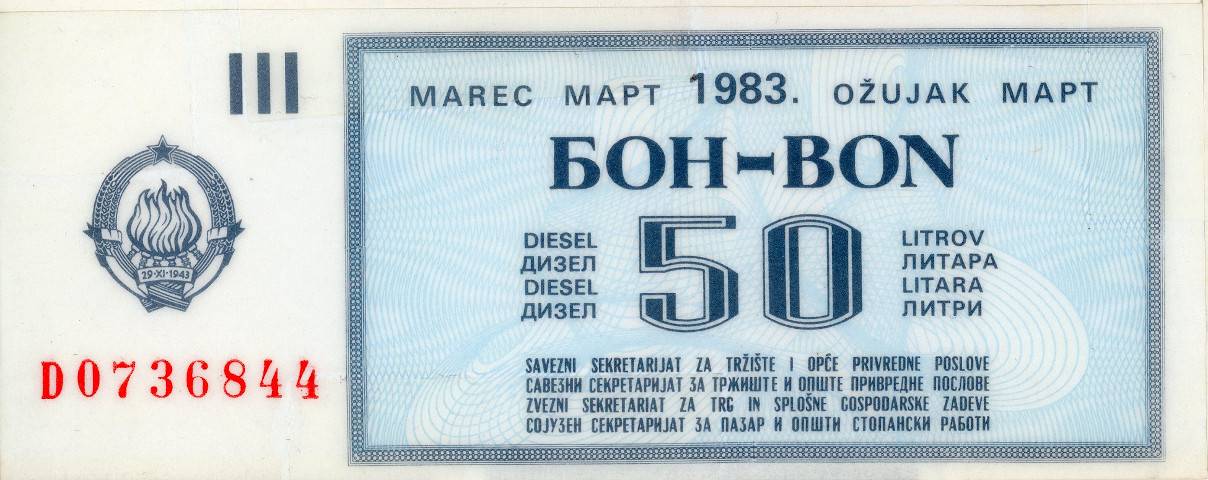 III
MAREC МАРТ 1983. OŽUJAK МАРТ
БОН-BON
29·XI·1943
DIESEL 50 LITROV
ДИЗЕЛ ЛИТАРА
DIESEL LITARA
ДИЗЕЛ ЛИТРИ
D0736844
SAVEZNI SEKRETARIJAT ZA TRŽIŠTE I OPĆE PRIVREDNE POSLOVE
САВЕЗНИ СЕКРЕТАРИЈАТ ЗА ТРЖИШТЕ И ОПШТЕ ПРИВРЕДНЕ ПОСЛОВЕ
ZVEZNI SEKRETARIAT ZA TRG IN SPLOŠNE GOSPODARSKE ZADEVE
СОЈУЗЕН СЕКРЕТАРИЈАТ ЗА ПАЗАР И ОПШТИ СТОПАНСКИ РАБОТИ